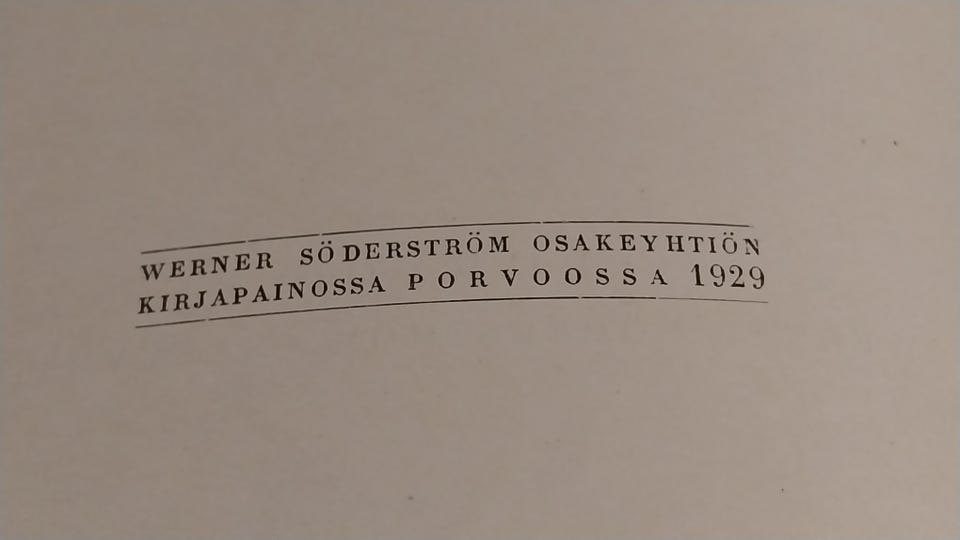 WERNER SÖDERSTRÖM OSAKEYHTIÖN
KIRJAPAINOSSA PORVOOSSA 1929